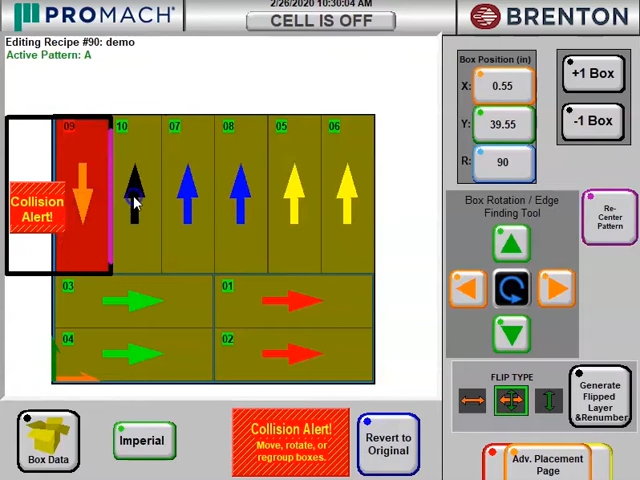 PROMACH
2/26/2020 10:30:04 AM
CELL IS OFF
BRENTON
Editing Recipe #90: demo
Active Pattern: A
09
10
07
08
05
06
Collision
Alert!
03
01
04
02
Box Position (in)
X:
0.55
Y:
39.55
R:
90
+1 Box
-1 Box
Box Rotation / Edge
Finding Tool
Re-
Center
Pattern
FLIP TYPE
Generate
Flipped
Layer
&Renumber
Box Data
Imperial
Collision Alert!
Move, rotate, or
regroup boxes.
Revert to
Original
Adv. Placement
Page